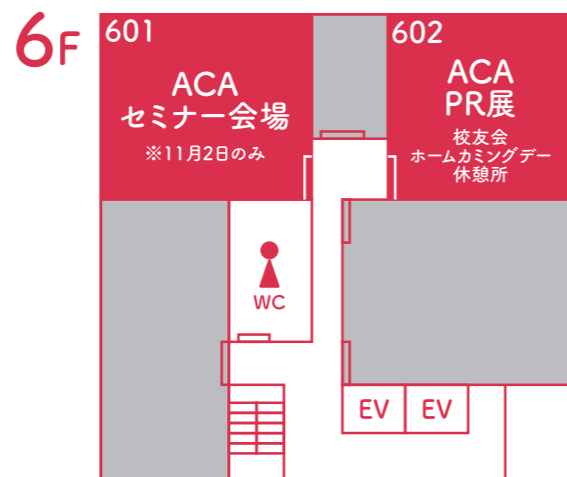 6F
601
ACA
セミナー会場
※11月2日のみ
602
ACA
PR展
校友会
ホームカミングデー
休憩所
WC
EV
EV